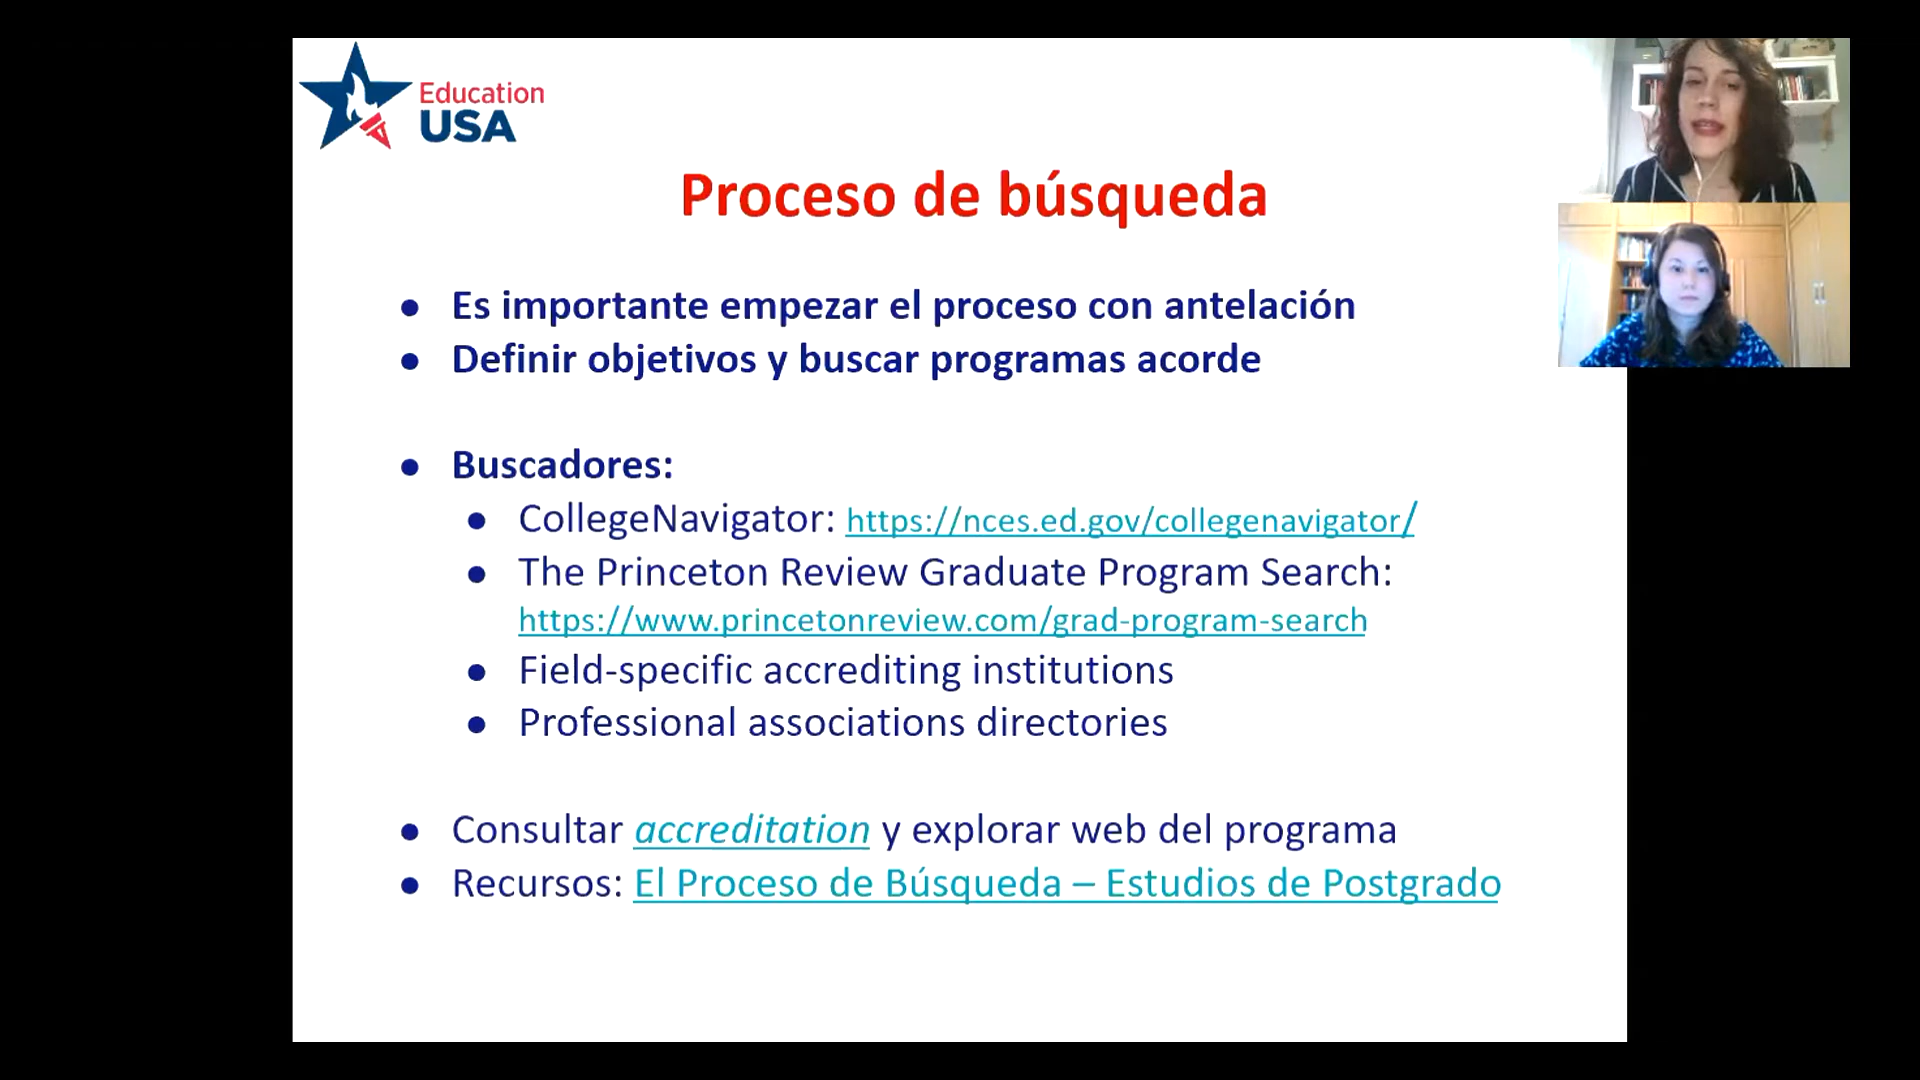 Education
USA
Proceso de búsqueda
● Es importante empezar el proceso con antelación
● Definir objetivos y buscar programas acorde
● Buscadores:
● CollegeNavigator: https://nces.ed.gov/collegenavigator/
● The Princeton Review Graduate Program Search:
https://www.princetonreview.com/grad-program-search
● Field-specific accrediting institutions
● Professional associations directories
● Consultar accreditation y explorar web del programa
● Recursos: El Proceso de Búsqueda – Estudios de Postgrado